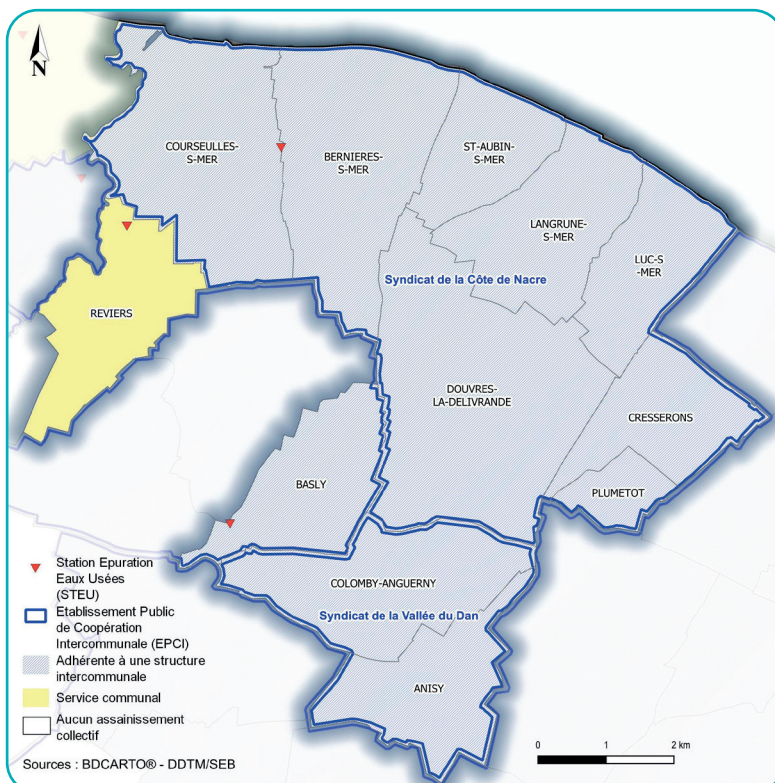 N
COURSEULLES-
S-MER
BERNIERES-
S-MER
ST-AUBIN-
S-MER
LANGRUNE-
S-MER
LUC-S
-MER
Syndicat de la Côte de Nacre
REVIERS
DOUVRES-
LA-DELIVRANDE
CRESSERONS
PLUMETOT
BASLY
COLOMBY-ANGUERNY
Syndicat de la Vallée du Dan
ANISY
Station Epuration
Eaux Usées
(STEU)
Etablissement Public
de Coopération
Intercommunale (EPCI)
Adhérente à une structure
intercommunale
Service communal
Aucun assainissement
collectif
Sources : BDCARTO® - DDTM/SEB
0 1 2 km